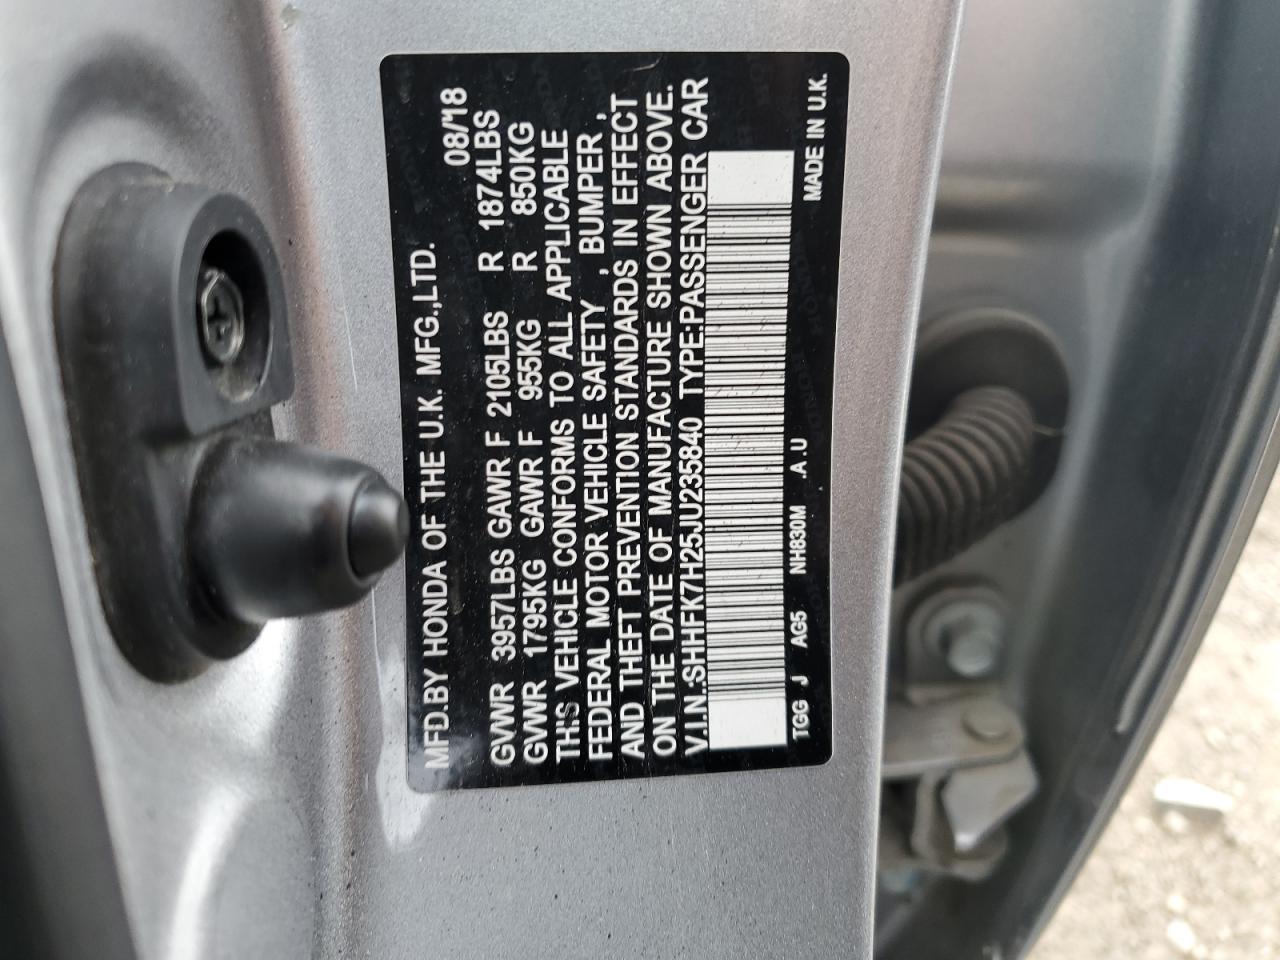 MFD.BY HONDA OF THE U.K. MFG.,LTD. 08/18
GVWR 3957LBS GAWR F 2105LBS R 1874LBS
GVWR 1795KG GAWR F 955KG R 850KG
THIS VEHICLE CONFORMS TO ALL APPLICABLE
FEDERAL MOTOR VEHICLE SAFETY , BUMPER ,
AND THEFT PREVENTION STANDARDS IN EFFECT
ON THE DATE OF MANUFACTURE SHOWN ABOVE.
V.I.N.:SHHFK7H25JU235840 TYPE:PASSENGER CAR
TGG J AG5 NH830M .A.U MADE IN U.K.